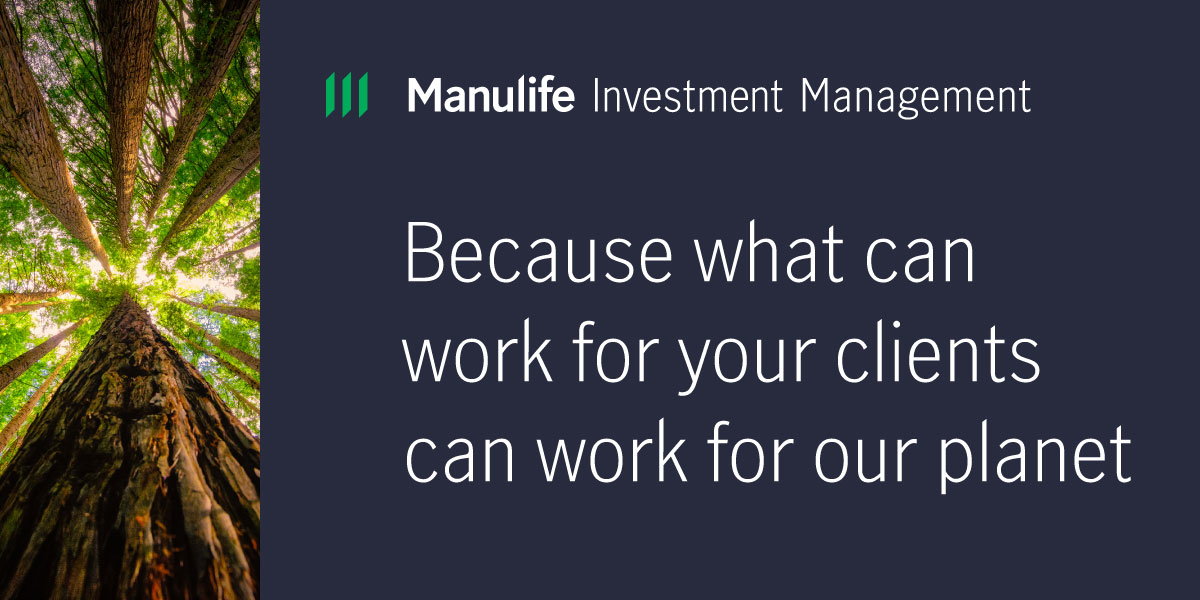 Manulife Investment Management
Because what can
work for your clients
can work for our planet